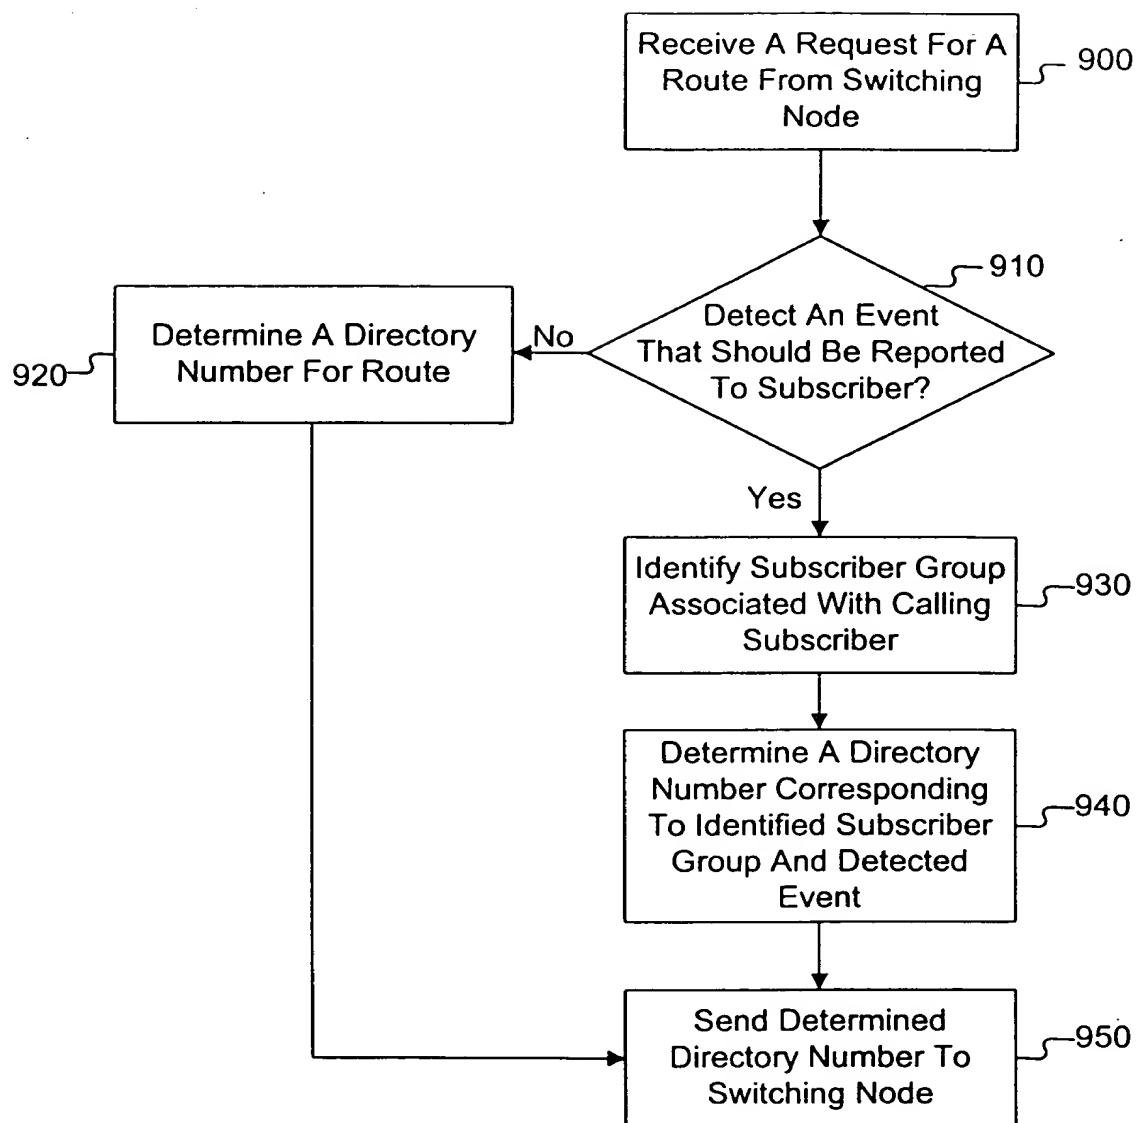 Receive A Request For A
Route From Switching
Node
900
910
Detect An Event
That Should Be Reported
To Subscriber?
No
Determine A Directory
Number For Route
920
Yes
Identify Subscriber Group
Associated With Calling
Subscriber
930
Determine A Directory
Number Corresponding
To Identified Subscriber
Group And Detected
Event
940
Send Determined
Directory Number To
Switching Node
950